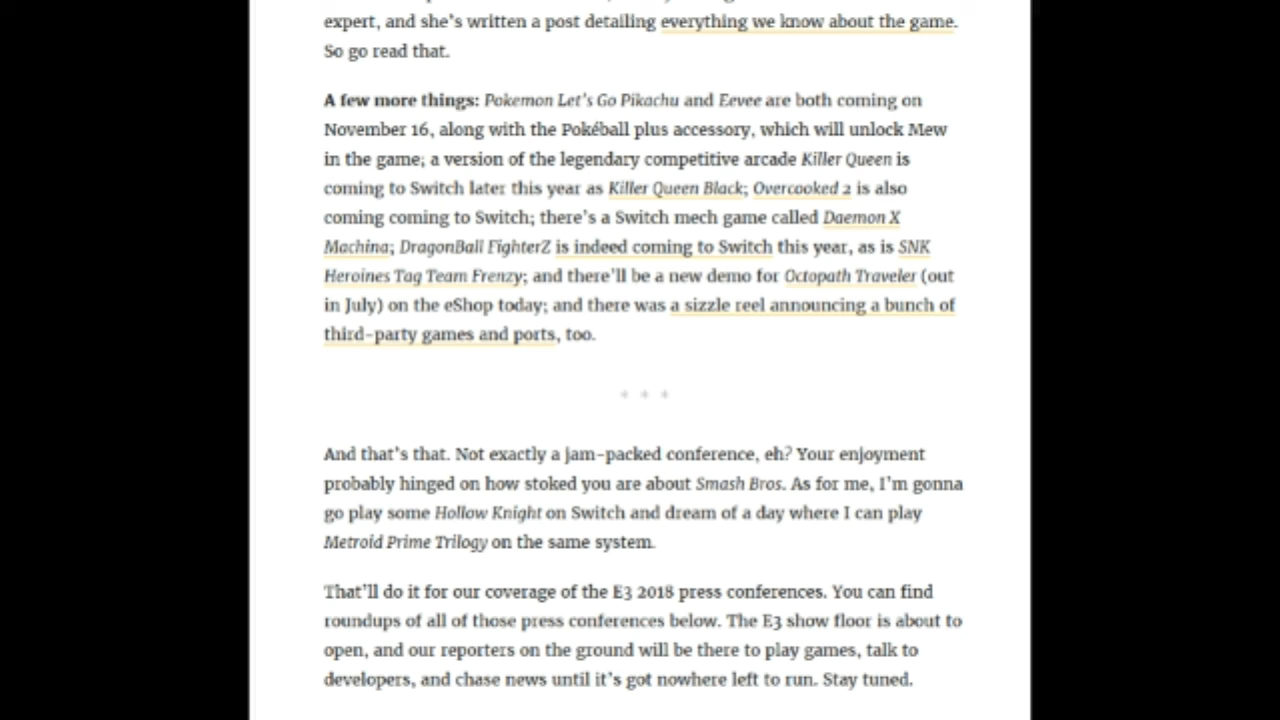 expert, and she's written a post detailing everything we know about the game.
So go read that.
A few more things: Pokemon Let's Go Pikachu and Eevee are both coming on
November 16, along with the Pokéball plus accessory, which will unlock Mew
in the game; a version of the legendary competitive arcade Killer Queen is
coming to Switch later this year as Killer Queen Black; Overcooked 2 is also
coming coming to Switch; there's a Switch mech game called Daemon X
Machina; DragonBall FighterZ is indeed coming to Switch this year, as is SNK
Heroines Tag Team Frenzy; and there'll be a new demo for Octopath Traveler (out
in July) on the eShop today; and there was a sizzle reel announcing a bunch of
third-party games and ports, too.
* * *
And that's that. Not exactly a jam-packed conference, eh? Your enjoyment
probably hinged on how stoked you are about Smash Bros. As for me, I'm gonna
go play some Hollow Knight on Switch and dream of a day where I can play
Metroid Prime Trilogy on the same system.
That'll do it for our coverage of the E3 2018 press conferences. You can find
roundups of all of those press conferences below. The E3 show floor is about to
open, and our reporters on the ground will be there to play games, talk to
developers, and chase news until it's got nowhere left to run. Stay tuned.